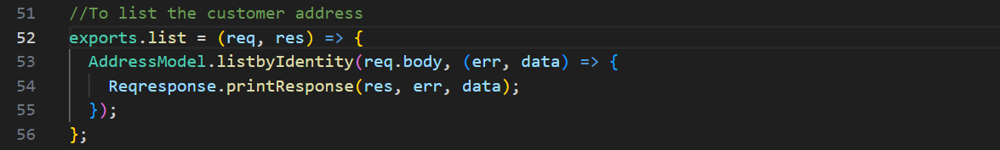 51 //To list the customer address
52 exports.list = (req, res) => {
53 AddressModel.listbyIdentity(req.body, (err, data) => {
54 Reqresponse.printResponse(res, err, data);
55 });
56 };